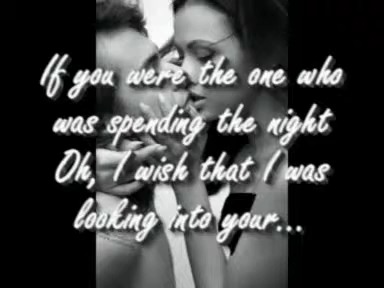 If you were the one who
was spending the night
Oh, I wish that I was
looking into your...